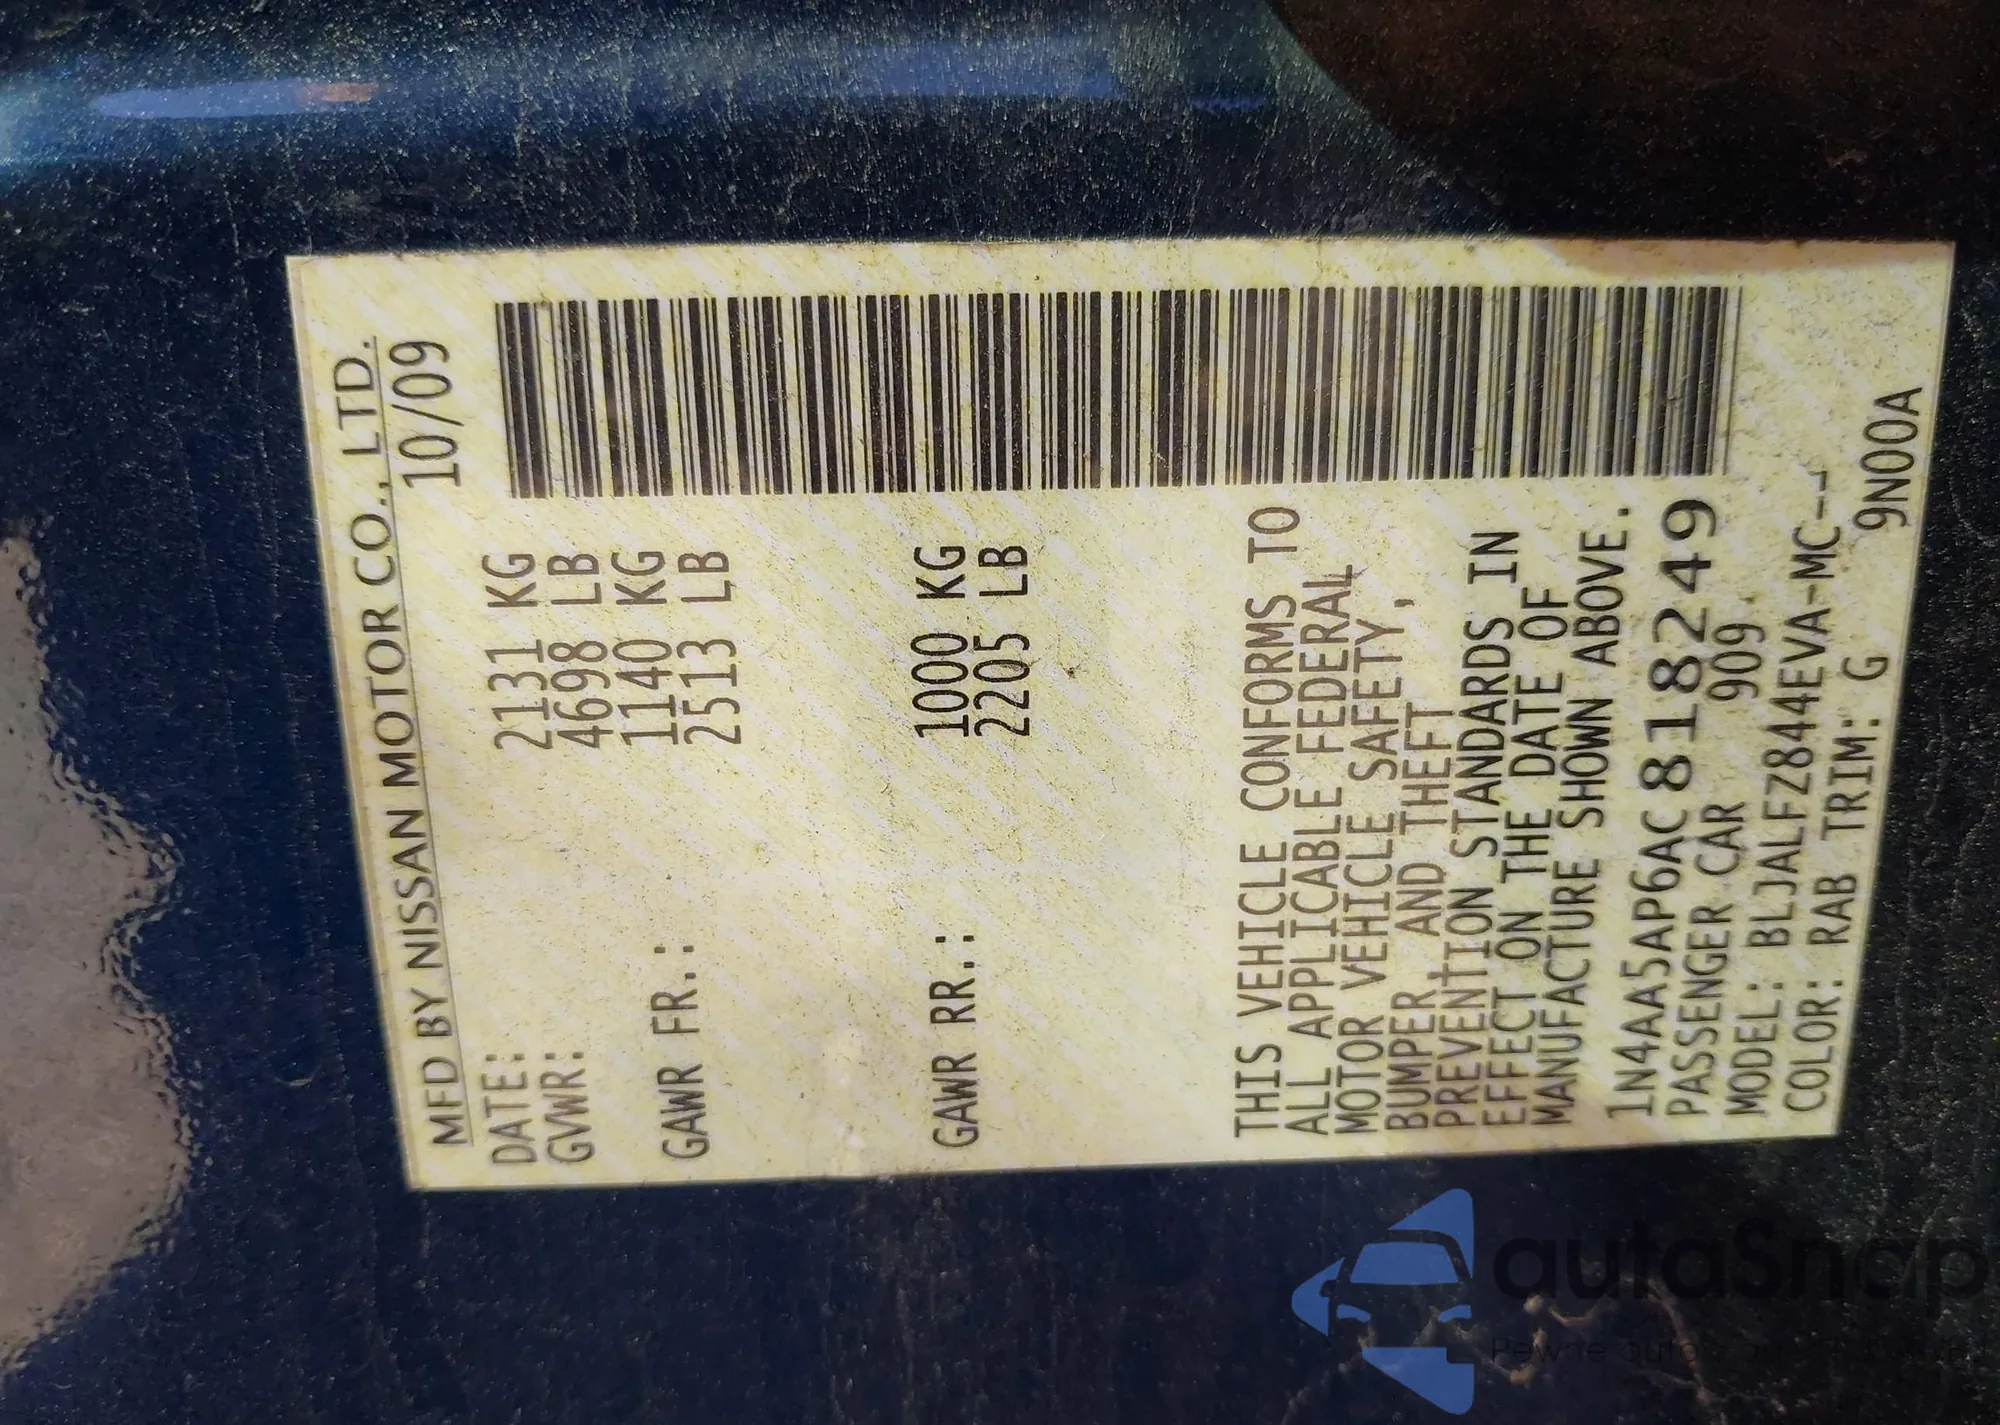 MFD BY NISSAN MOTOR CO., LTD.
DATE: 10/09
GVWR: 2131 KG
4698 LB
GAWR FR.: 1140 KG
2513 LB
GAWR RR.: 1000 KG
2205 LB
THIS VEHICLE CONFORMS TO
ALL APPLICABLE FEDERAL
MOTOR VEHICLE SAFETY,
BUMPER AND THEFT
PREVENTION STANDARDS IN
EFFECT ON THE DATE OF
MANUFACTURE SHOWN ABOVE.
1N4AA5AP6AC818249
PASSENGER CAR 909
MODEL: BLJALFZ844EVA-MC--
COLOR: RAB TRIM: G 9N00A
autaSnap
Pewne auto